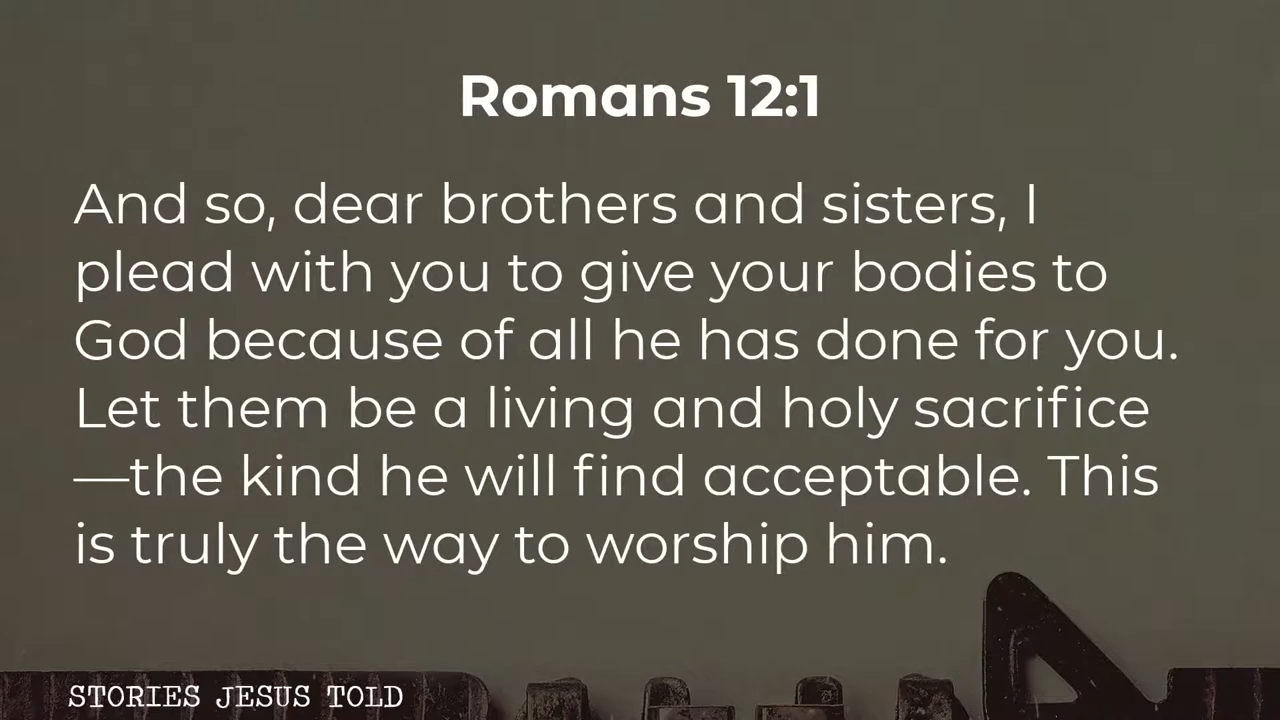 Romans 12:1
And so, dear brothers and sisters, I
plead with you to give your bodies to
God because of all he has done for you.
Let them be a living and holy sacrifice
—the kind he will find acceptable. This
is truly the way to worship him.
STORIES JESUS TOLD